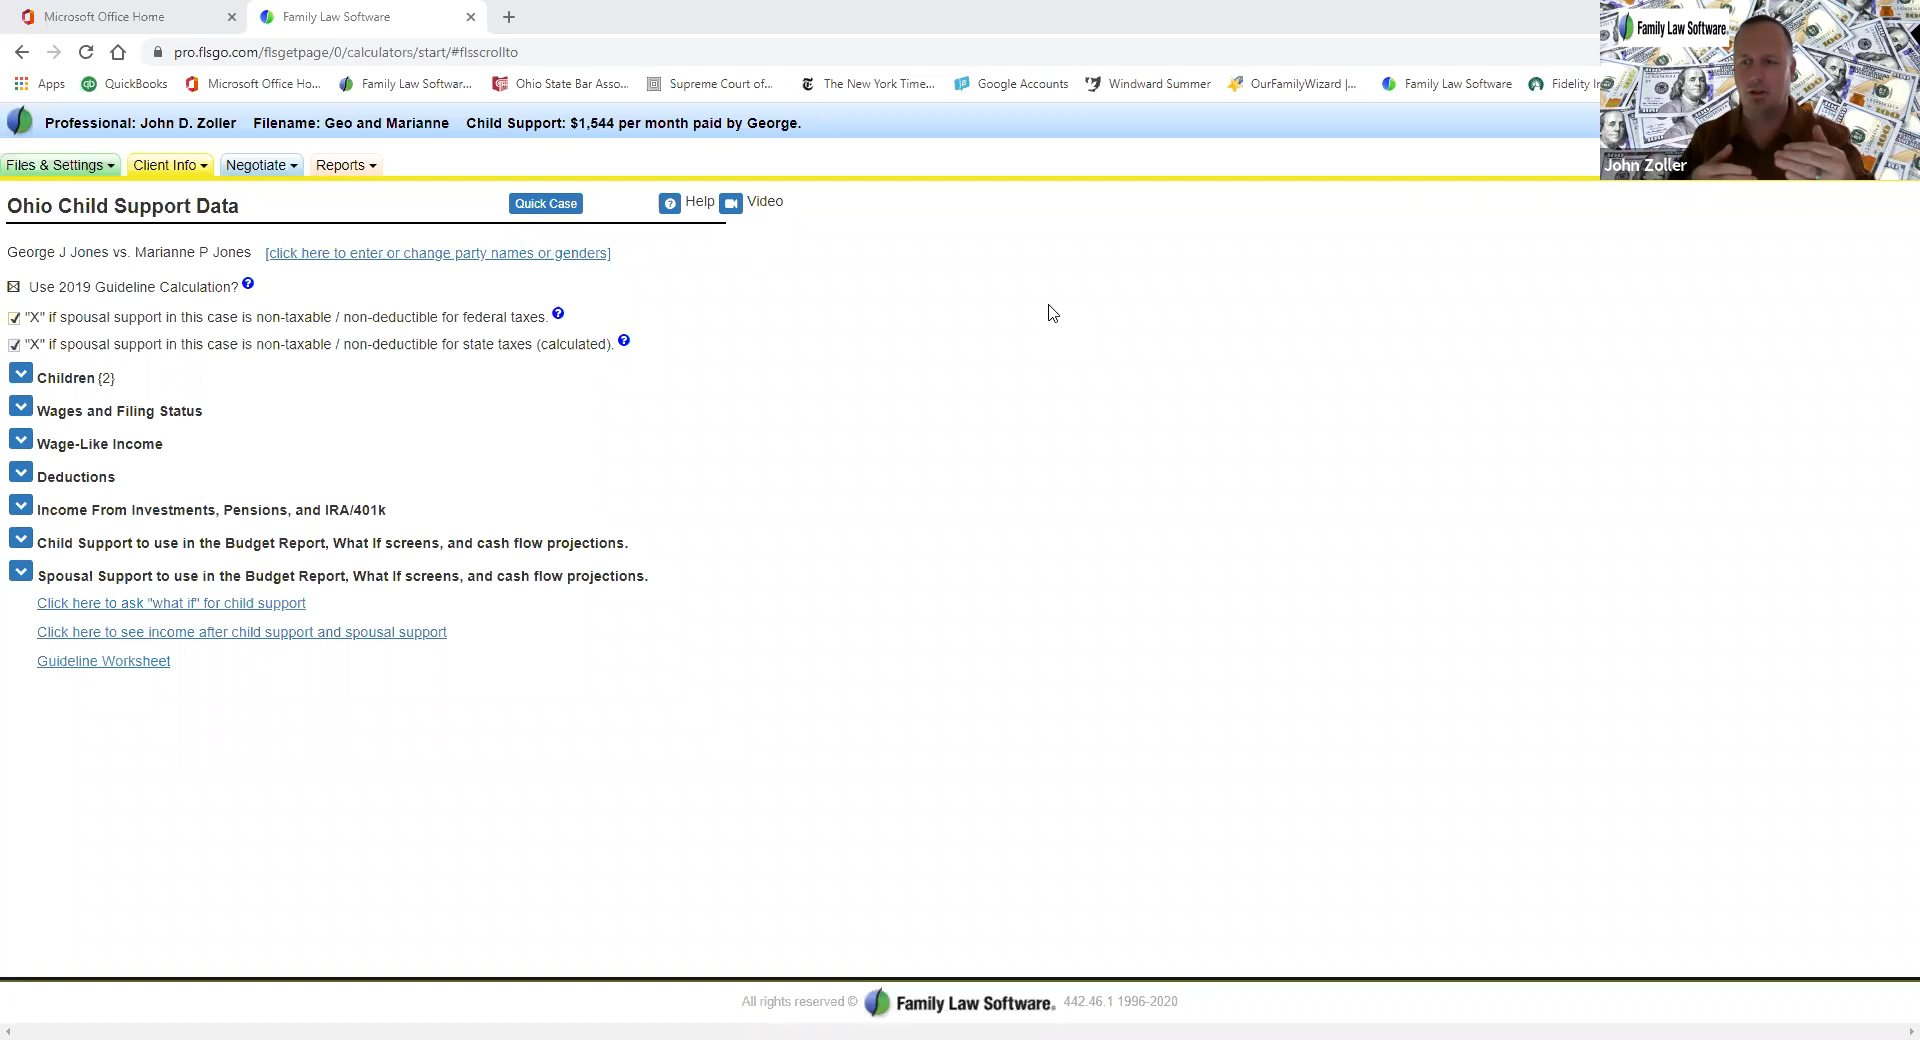 Microsoft Office Home
Family Law Software
pro.flsgo.com/flsgetpage/0/calculators/start/#flsscrollto
Apps QuickBooks Microsoft Office Ho... Family Law Softwar... Ohio State Bar Asso... Supreme Court of... The New York Time... Google Accounts Windward Summer OurFamilyWizard |... Family Law Software Fidelity
Family Law Software.
John Zoller
Professional: John D. Zoller Filename: Geo and Marianne Child Support: $1,544 per month paid by George.
Files & Settings Client Info Negotiate Reports
Ohio Child Support Data Quick Case Help Video
George J Jones vs. Marianne P Jones [click here to enter or change party names or genders]
Use 2019 Guideline Calculation?
"X" if spousal support in this case is non-taxable / non-deductible for federal taxes.
"X" if spousal support in this case is non-taxable / non-deductible for state taxes (calculated).
Children {2}
Wages and Filing Status
Wage-Like Income
Deductions
Income From Investments, Pensions, and IRA/401k
Child Support to use in the Budget Report, What If screens, and cash flow projections.
Spousal Support to use in the Budget Report, What If screens, and cash flow projections.
Click here to ask "what if" for child support
Click here to see income after child support and spousal support
Guideline Worksheet
All rights reserved © Family Law Software. 442.46.1 1996-2020